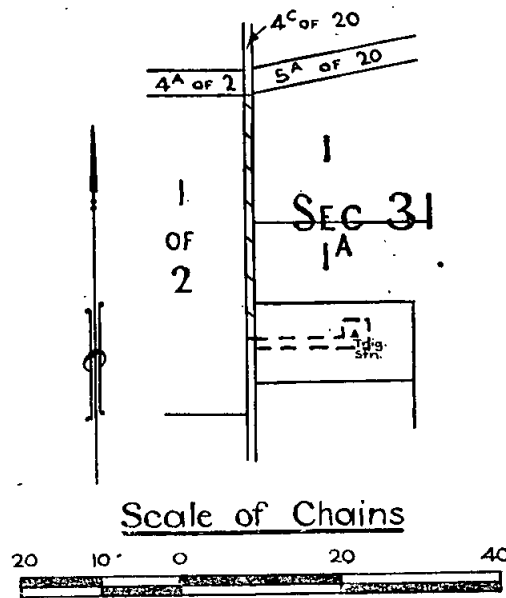 4C OF 20
4A OF 2
5A OF 20
1
1
OF
2
SEC 31
1A
Trig.
Stn.
Scale of Chains
20 10 0 20 40